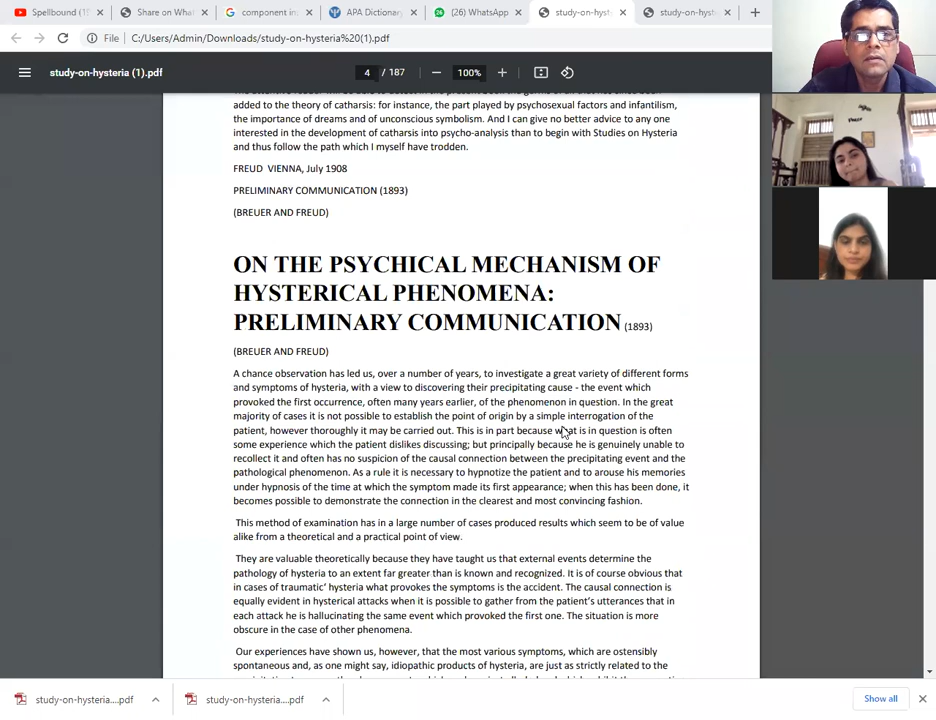 Spellbound (19
Share on What
component in
APA Dictionary
(26) WhatsApp
study-on-hyst
study-on-hyst
File
C:/Users/Admin/Downloads/study-on-hysteria%20(1).pdf
study-on-hysteria (1).pdf
4 / 187
100%
added to the theory of catharsis: for instance, the part played by psychosexual factors and infantilism,
the importance of dreams and of unconscious symbolism. And I can give no better advice to any one
interested in the development of catharsis into psycho-analysis than to begin with Studies on Hysteria
and thus follow the path which I myself have trodden.
FREUD VIENNA, July 1908
PRELIMINARY COMMUNICATION (1893)
(BREUER AND FREUD)
ON THE PSYCHICAL MECHANISM OF
HYSTERICAL PHENOMENA:
PRELIMINARY COMMUNICATION (1893)
(BREUER AND FREUD)
A chance observation has led us, over a number of years, to investigate a great variety of different forms
and symptoms of hysteria, with a view to discovering their precipitating cause - the event which
provoked the first occurrence, often many years earlier, of the phenomenon in question. In the great
majority of cases it is not possible to establish the point of origin by a simple interrogation of the
patient, however thoroughly it may be carried out. This is in part because what is in question is often
some experience which the patient dislikes discussing; but principally because he is genuinely unable to
recollect it and often has no suspicion of the causal connection between the precipitating event and the
pathological phenomenon. As a rule it is necessary to hypnotize the patient and to arouse his memories
under hypnosis of the time at which the symptom made its first appearance; when this has been done, it
becomes possible to demonstrate the connection in the clearest and most convincing fashion.
This method of examination has in a large number of cases produced results which seem to be of value
alike from a theoretical and a practical point of view.
They are valuable theoretically because they have taught us that external events determine the
pathology of hysteria to an extent far greater than is known and recognized. It is of course obvious that
in cases of traumatic' hysteria what provokes the symptoms is the accident. The causal connection is
equally evident in hysterical attacks when it is possible to gather from the patient's utterances that in
each attack he is hallucinating the same event which provoked the first one. The situation is more
obscure in the case of other phenomena.
Our experiences have shown us, however, that the most various symptoms, which are ostensibly
spontaneous and, as one might say, idiopathic products of hysteria, are just as strictly related to the
study-on-hysteria....pdf
study-on-hysteria....pdf
Show all